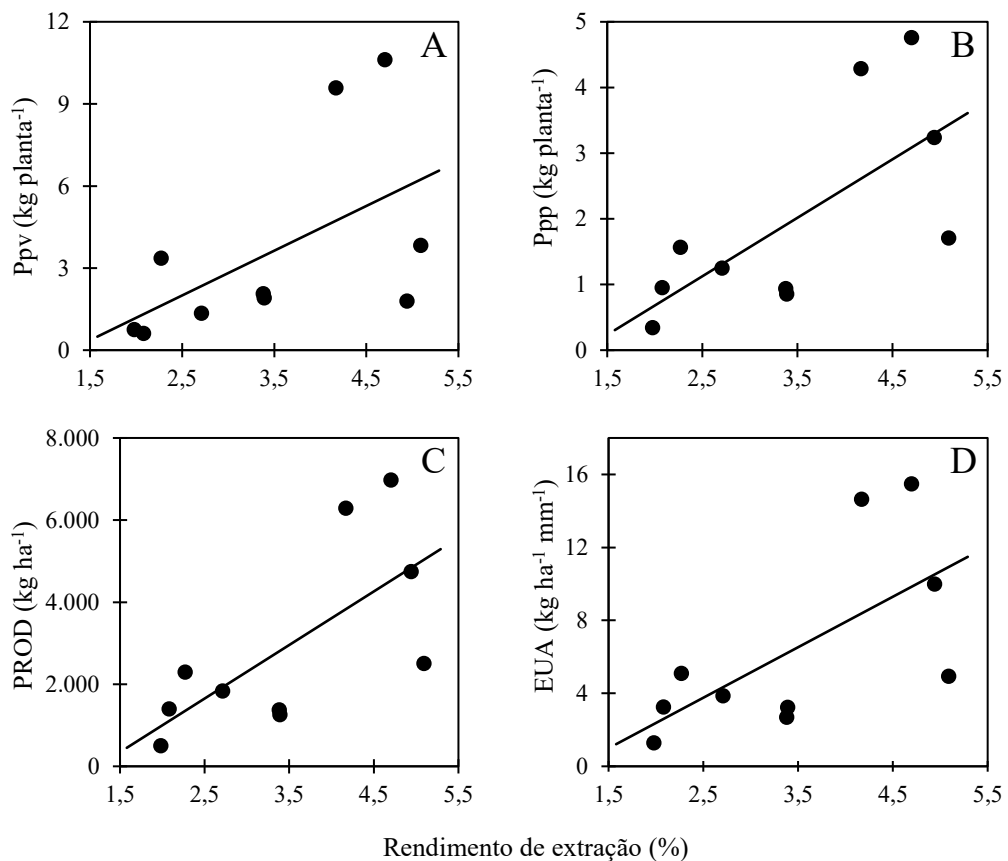 A
Ppv (kg planta⁻¹)
12
9
6
3
0
1,5 2,5 3,5 4,5 5,5
B
Ppp (kg planta⁻¹)
5
4
3
2
1
0
1,5 2,5 3,5 4,5 5,5
C
PROD (kg ha⁻¹)
8.000
6.000
4.000
2.000
0
1,5 2,5 3,5 4,5 5,5
D
EUA (kg ha⁻¹ mm⁻¹)
16
12
8
4
0
1,5 2,5 3,5 4,5 5,5
Rendimento de extração (%)